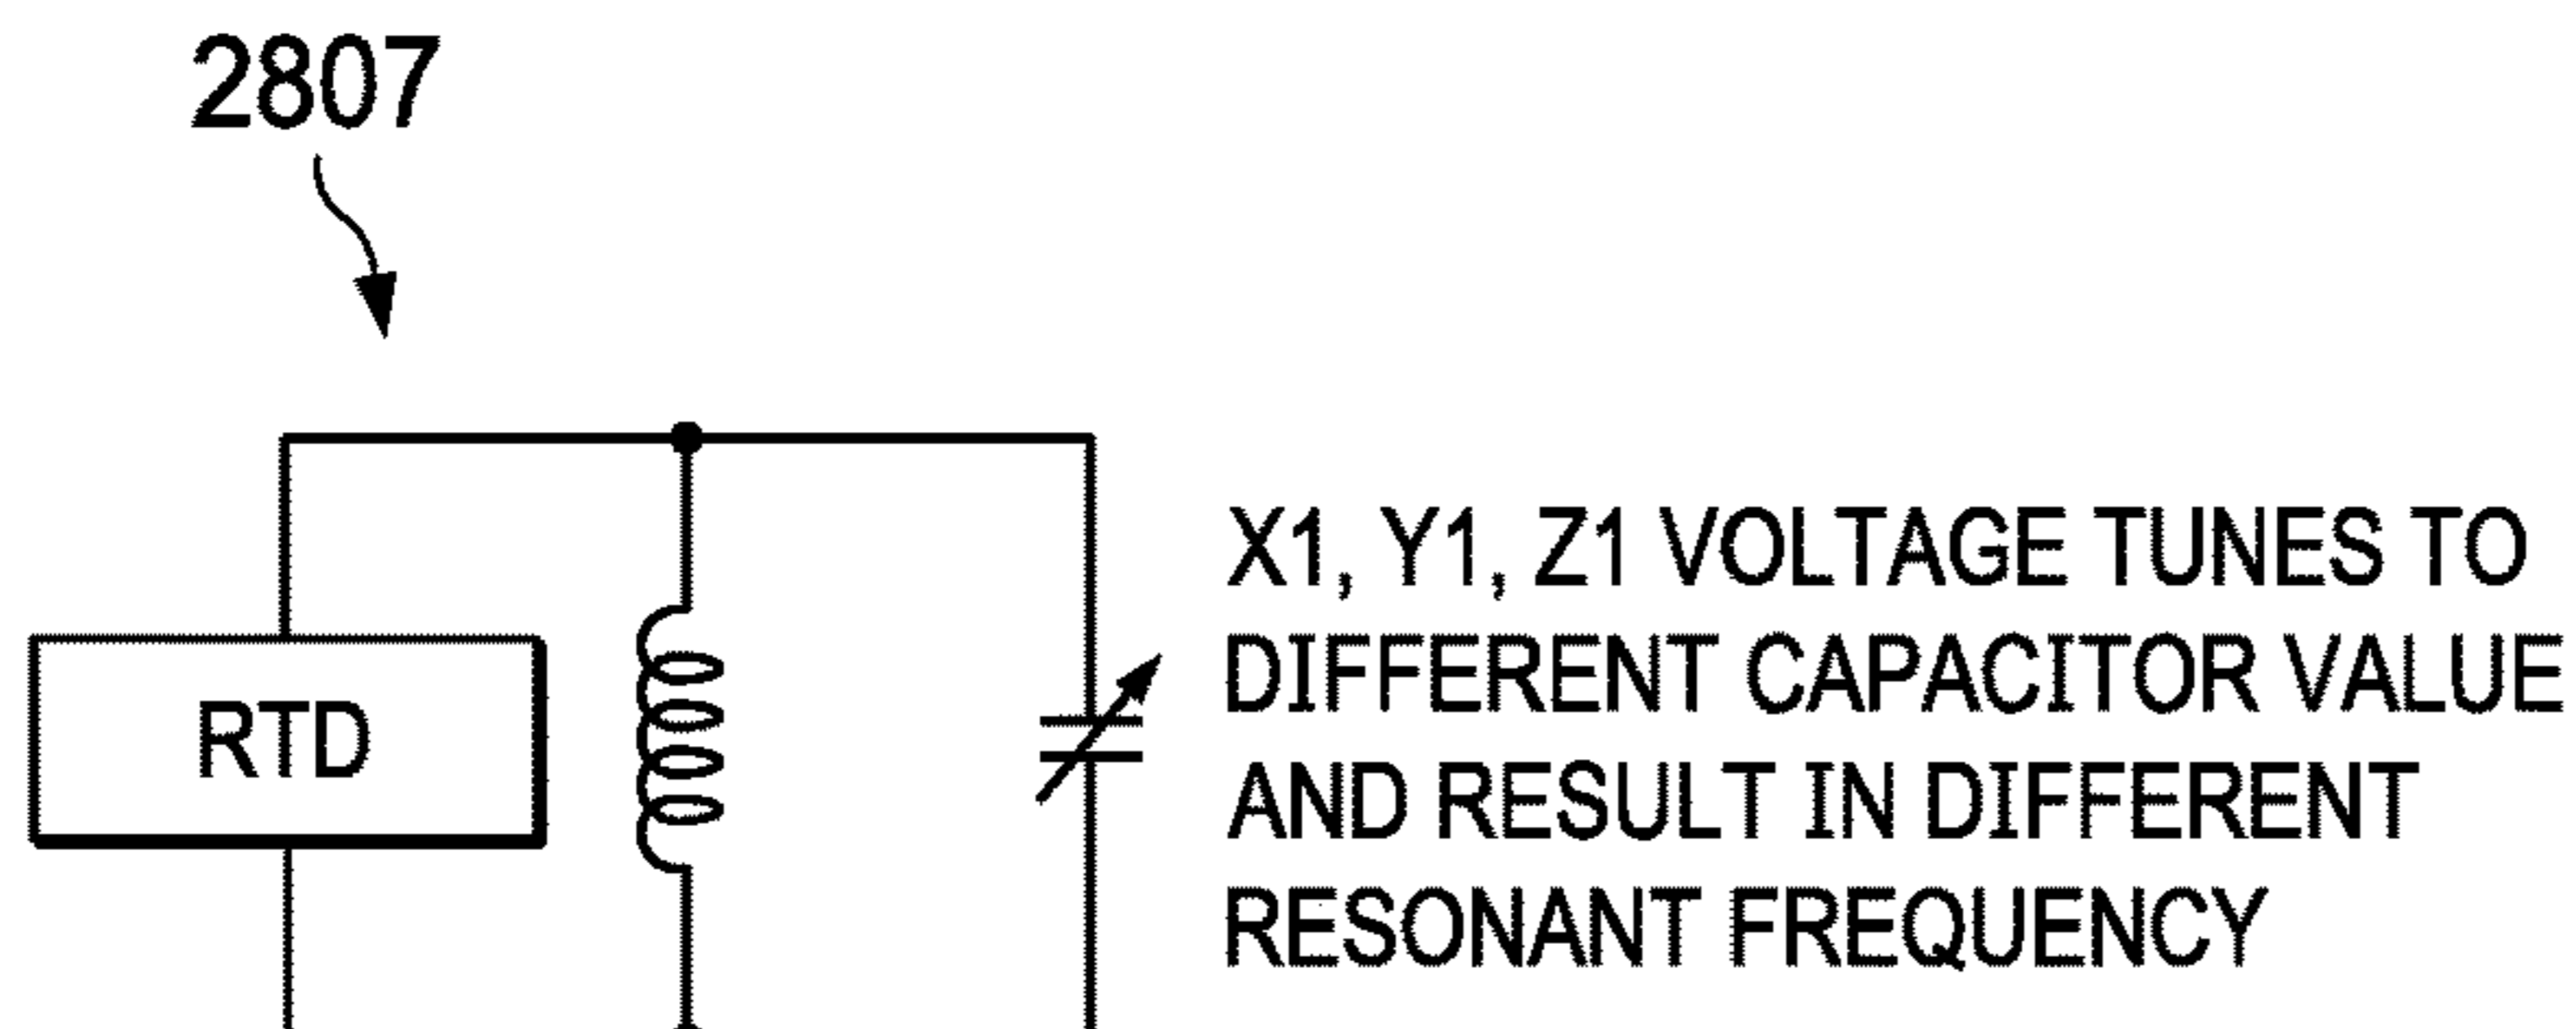 2807
X1, Y1, Z1 VOLTAGE TUNES TO
DIFFERENT CAPACITOR VALUE
RTD
AND RESULT IN DIFFERENT
RESONANT FREQUENCY